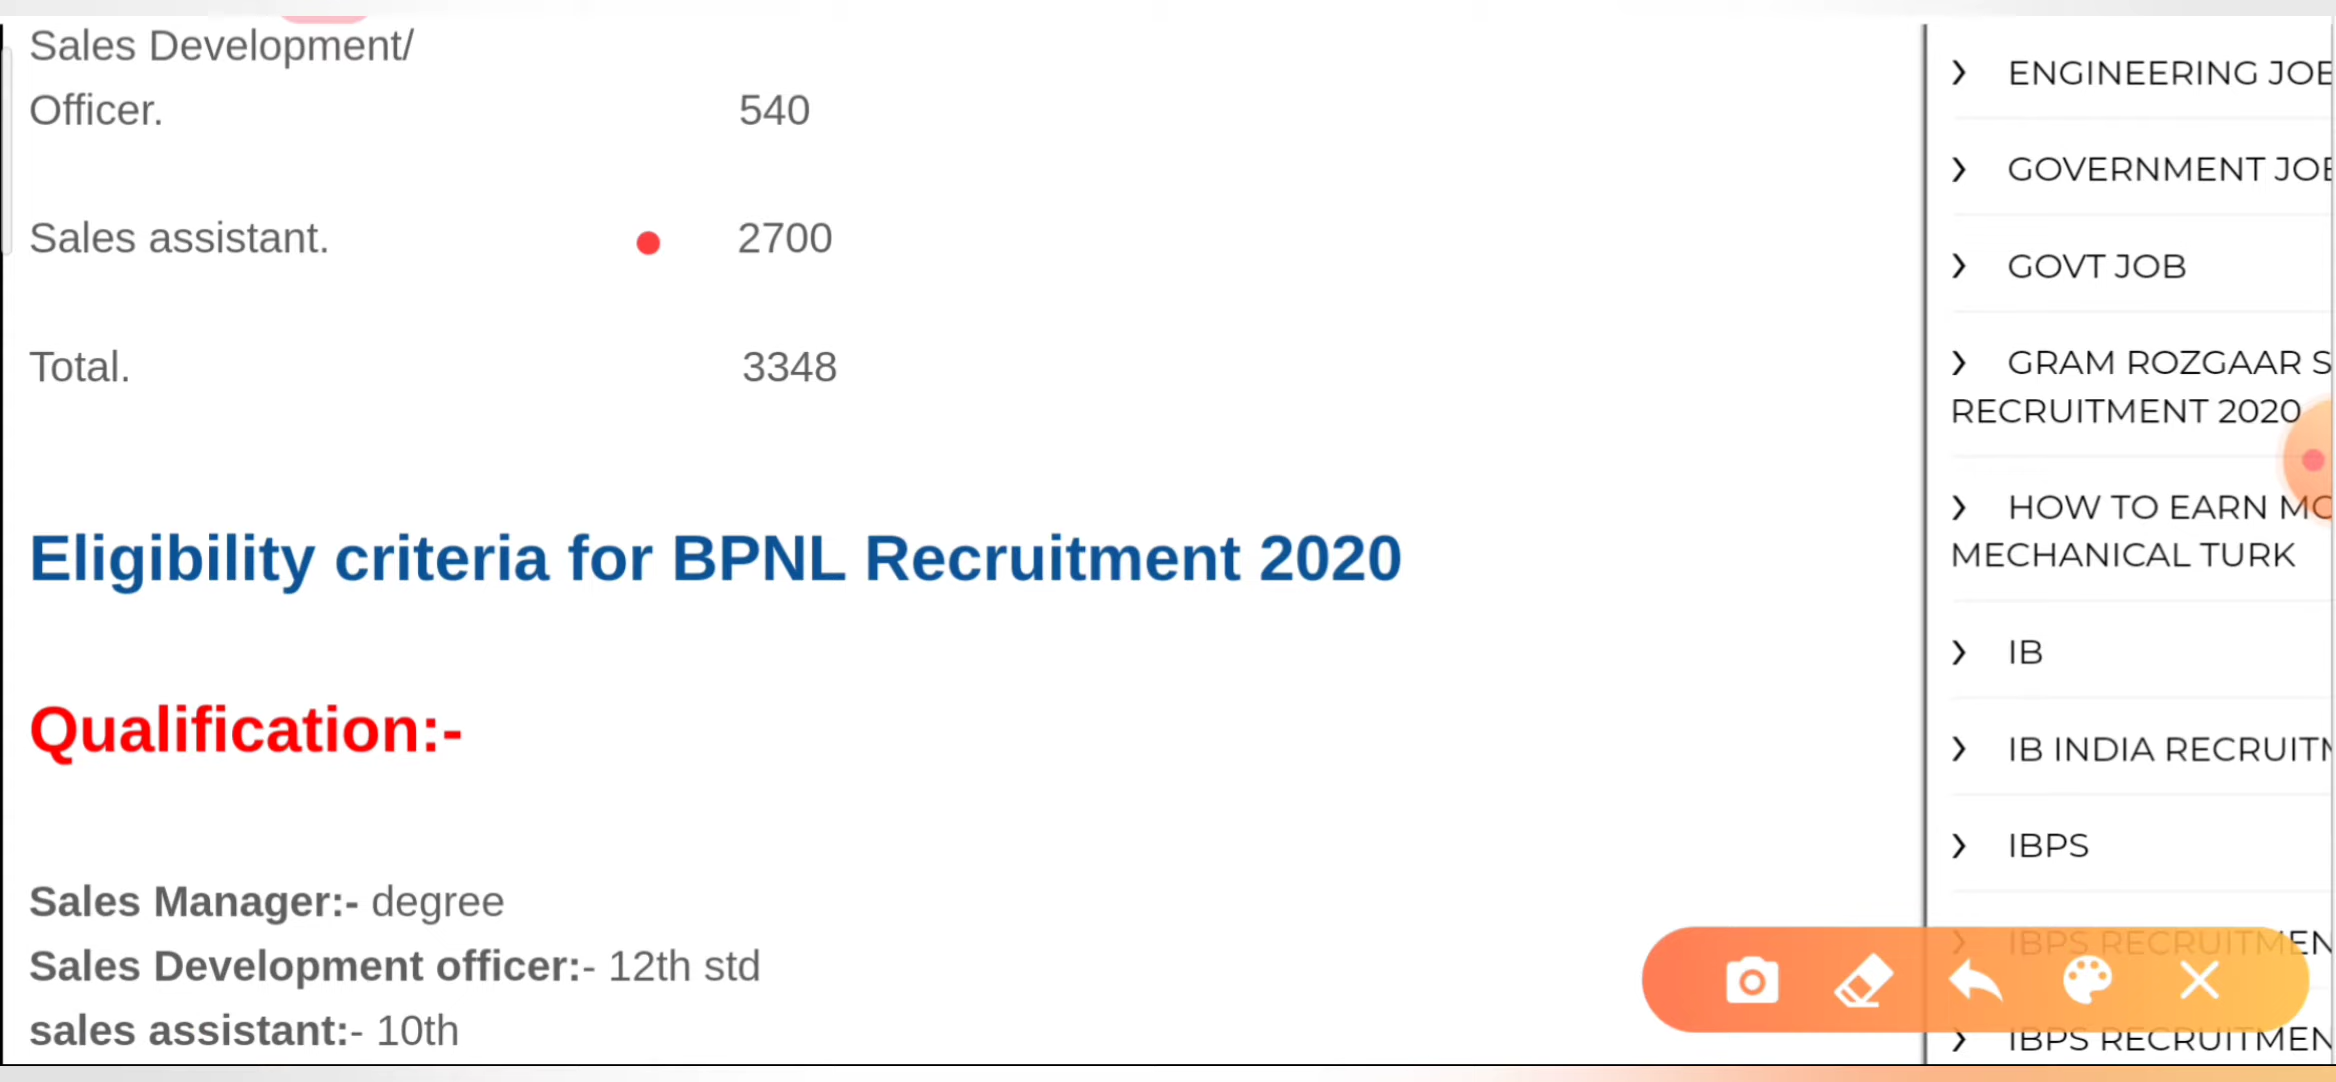 Sales Development/
Officer. 540
Sales assistant. 2700
Total. 3348
Eligibility criteria for BPNL Recruitment 2020
Qualification:-
Sales Manager:- degree
Sales Development officer:- 12th std
sales assistant:- 10th
> ENGINEERING JOB
> GOVERNMENT JOB
> GOVT JOB
> GRAM ROZGAAR S
RECRUITMENT 2020
> HOW TO EARN MO
MECHANICAL TURK
> IB
> IB INDIA RECRUITM
> IBPS
> IBPS RECRUITMEN
> IBPS RECRUITMEN